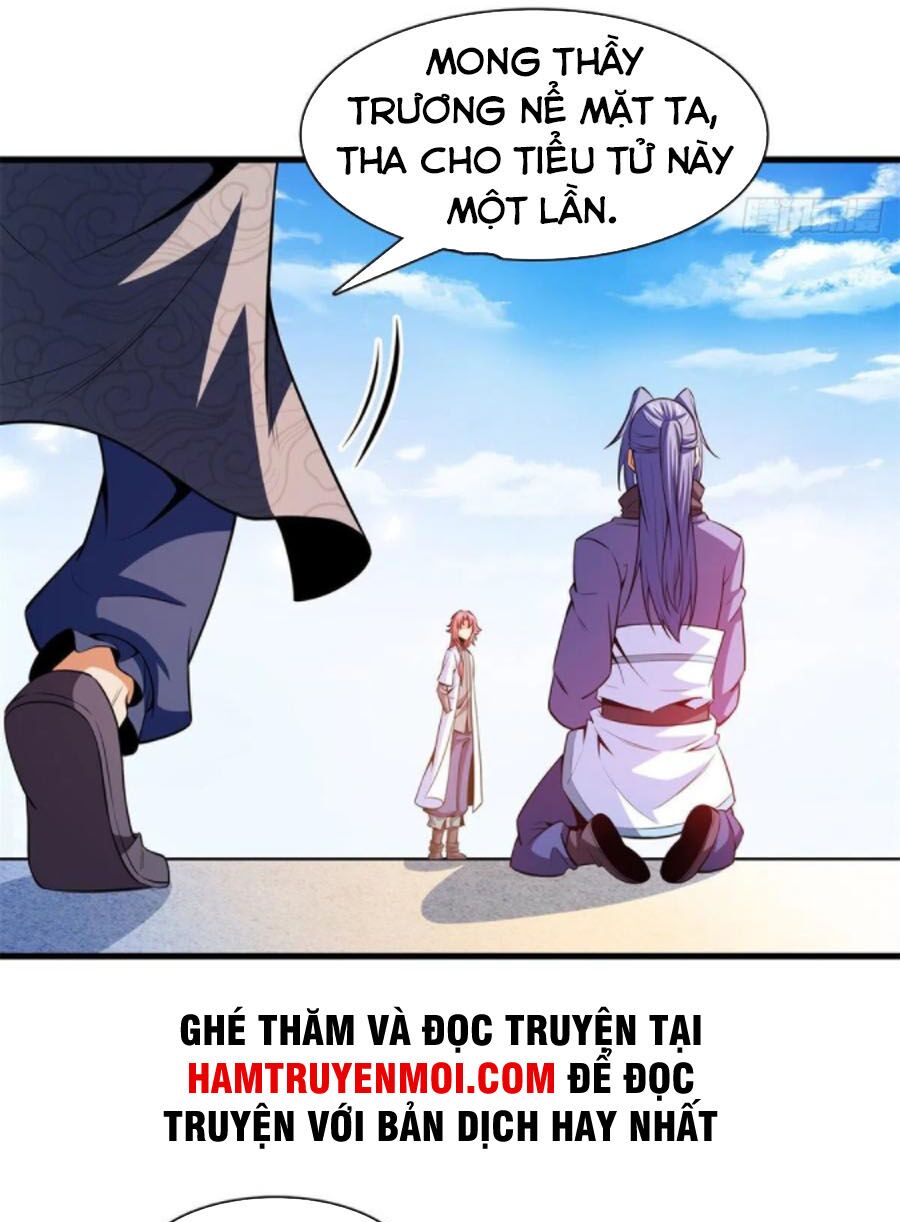 MONG THẦY
TRƯƠNG NỂ MẶT TA,
THA CHO TIỂU TỬ NÀY
MỘT LẦN.
GHÉ THĂM VÀ ĐỌC TRUYỆN TẠI
HAMTRUYENMOI.COM ĐỂ ĐỌC
TRUYỆN VỚI BẢN DỊCH HAY NHẤT